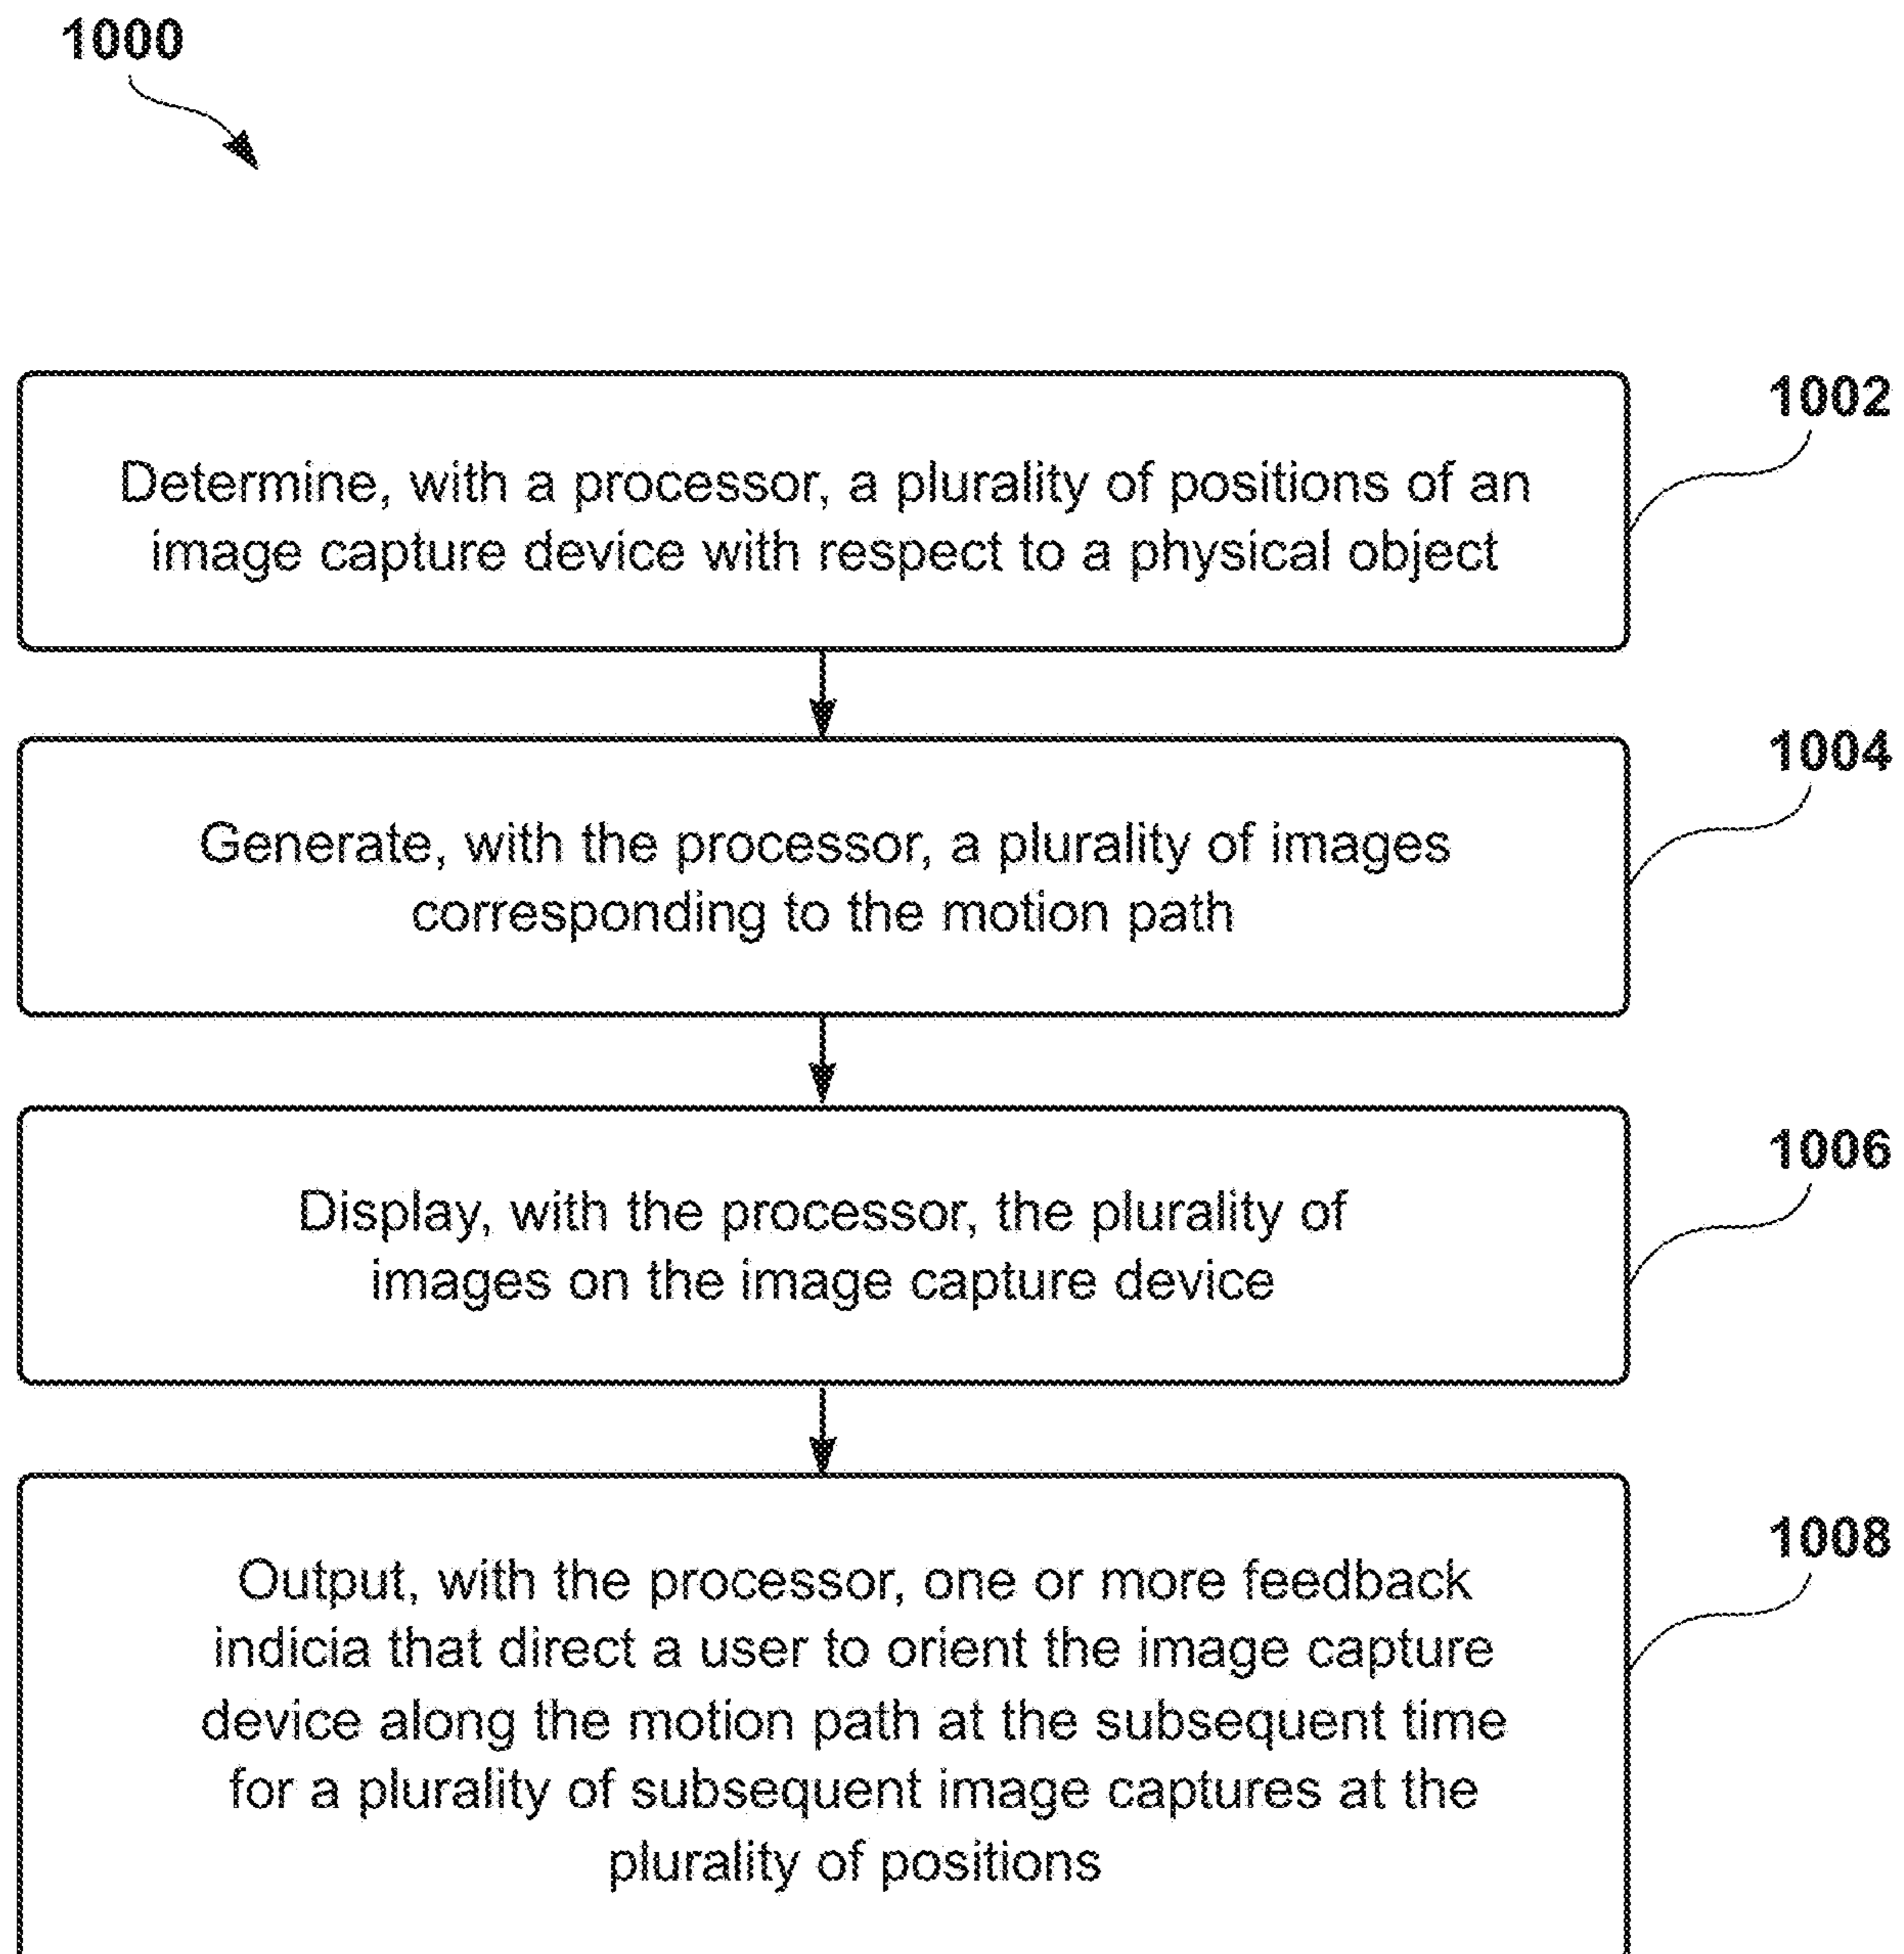 1000
1002
Determine, with a processor, a plurality of positions of an
image capture device with respect to a physical object
1004
Generate, with the processor, a plurality of images
corresponding to the motion path
1006
Display, with the processor, the plurality of
images on the image capture device
1008
Output, with the processor, one or more feedback
indicia that direct a user to orient the image capture
device along the motion path at the subsequent time
for a plurality of subsequent image captures at the
plurality of positions